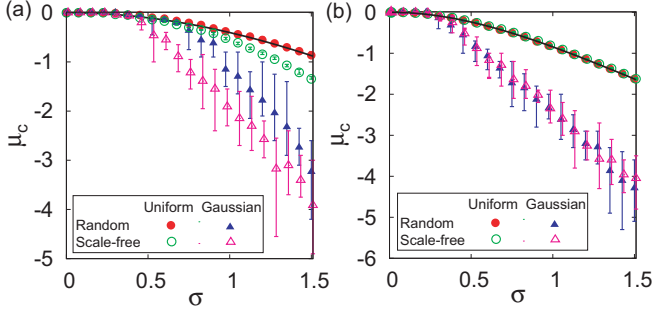 (a)
0
-1
-2
-3
-4
-5
μc
Uniform Gaussian
Random
Scale-free
0 0.5 1 1.5
σ
(b)
0
-1
-2
-3
-4
-5
-6
μc
Uniform Gaussian
Random
Scale-free
0 0.5 1 1.5
σ